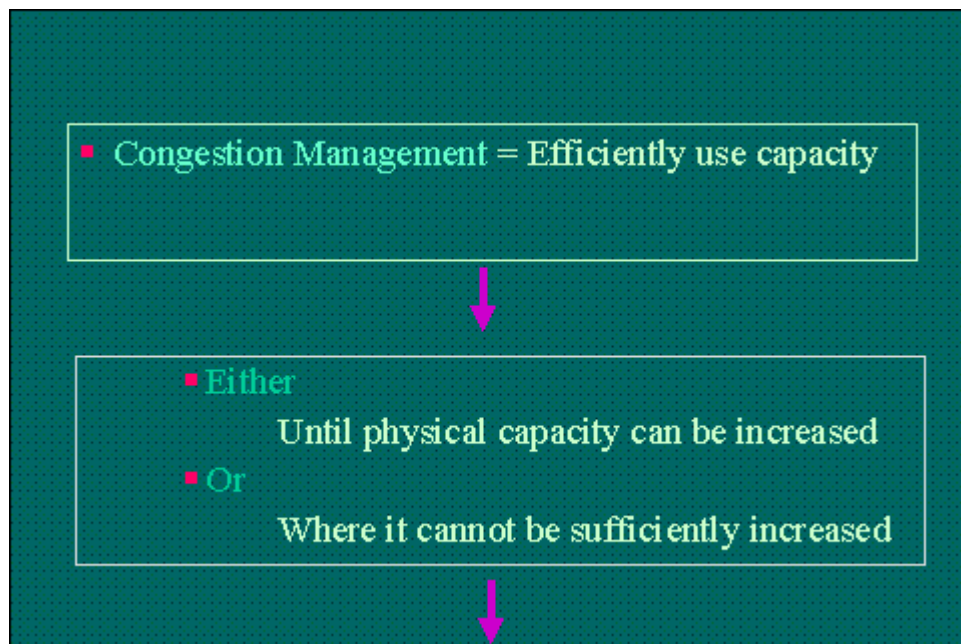 ▪ Congestion Management = Efficiently use capacity
▪ Either
Until physical capacity can be increased
▪ Or
Where it cannot be sufficiently increased